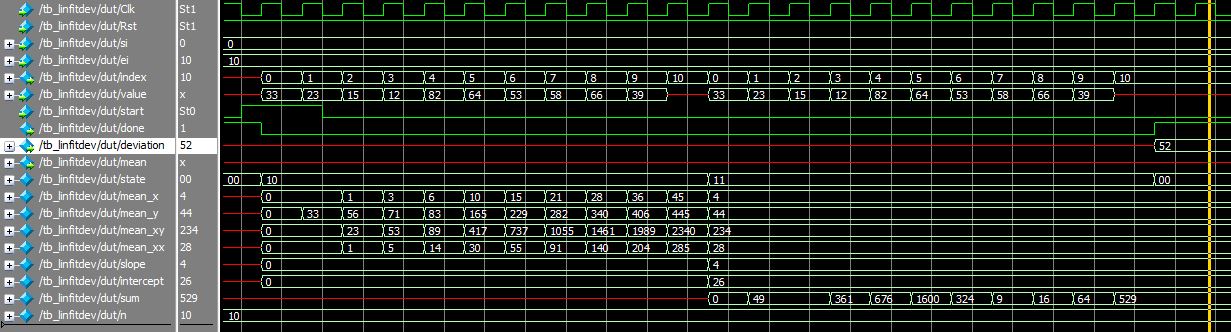 /tb_linfitdev/dut/Clk St1
/tb_linfitdev/dut/Rst St1
/tb_linfitdev/dut/si 0 0
/tb_linfitdev/dut/ei 10 10
/tb_linfitdev/dut/index 10 0 1 2 3 4 5 6 7 8 9 10 0 1 2 3 4 5 6 7 8 9 10
/tb_linfitdev/dut/value x 33 23 15 12 82 64 53 58 66 39 33 23 15 12 82 64 53 58 66 39
/tb_linfitdev/dut/start St0
/tb_linfitdev/dut/done 1
/tb_linfitdev/dut/deviation 52 52
/tb_linfitdev/dut/mean x
/tb_linfitdev/dut/state 00 00 10 11 00
/tb_linfitdev/dut/mean_x 4 0 1 3 6 10 15 21 28 36 45 4
/tb_linfitdev/dut/mean_y 44 0 33 56 71 83 165 229 282 340 406 445 44
/tb_linfitdev/dut/mean_xy 234 0 23 53 89 417 737 1055 1461 1989 2340 234
/tb_linfitdev/dut/mean_xx 28 0 1 5 14 30 55 91 140 204 285 28
/tb_linfitdev/dut/slope 4 0 4
/tb_linfitdev/dut/intercept 26 0 26
/tb_linfitdev/dut/sum 529 0 49 361 676 1600 324 9 16 64 529
/tb_linfitdev/dut/n 10 10